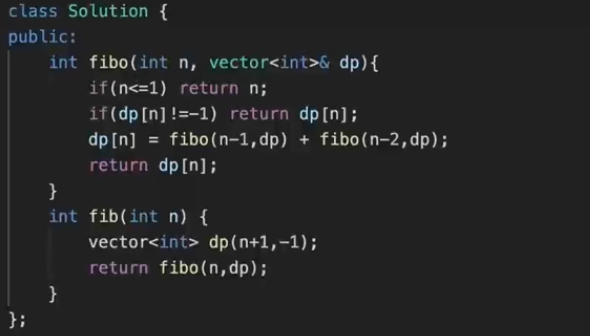 class Solution {
public:
    int fibo(int n, vector<int>& dp){
        if(n<=1) return n;
        if(dp[n]!=-1) return dp[n];
        dp[n] = fibo(n-1,dp) + fibo(n-2,dp);
        return dp[n];
    }
    int fib(int n) {
        vector<int> dp(n+1,-1);
        return fibo(n,dp);
    }
};